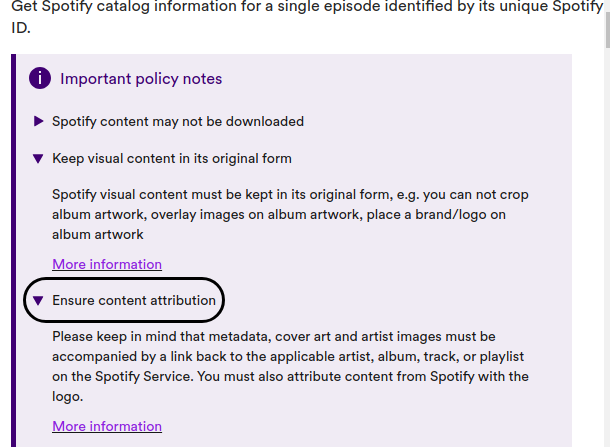 Get Spotify catalog information for a single episode identified by its unique Spotify
ID.
Important policy notes
Spotify content may not be downloaded
Keep visual content in its original form
Spotify visual content must be kept in its original form, e.g. you can not crop
album artwork, overlay images on album artwork, place a brand/logo on
album artwork
More information
Ensure content attribution
Please keep in mind that metadata, cover art and artist images must be
accompanied by a link back to the applicable artist, album, track, or playlist
on the Spotify Service. You must also attribute content from Spotify with the
logo.
More information